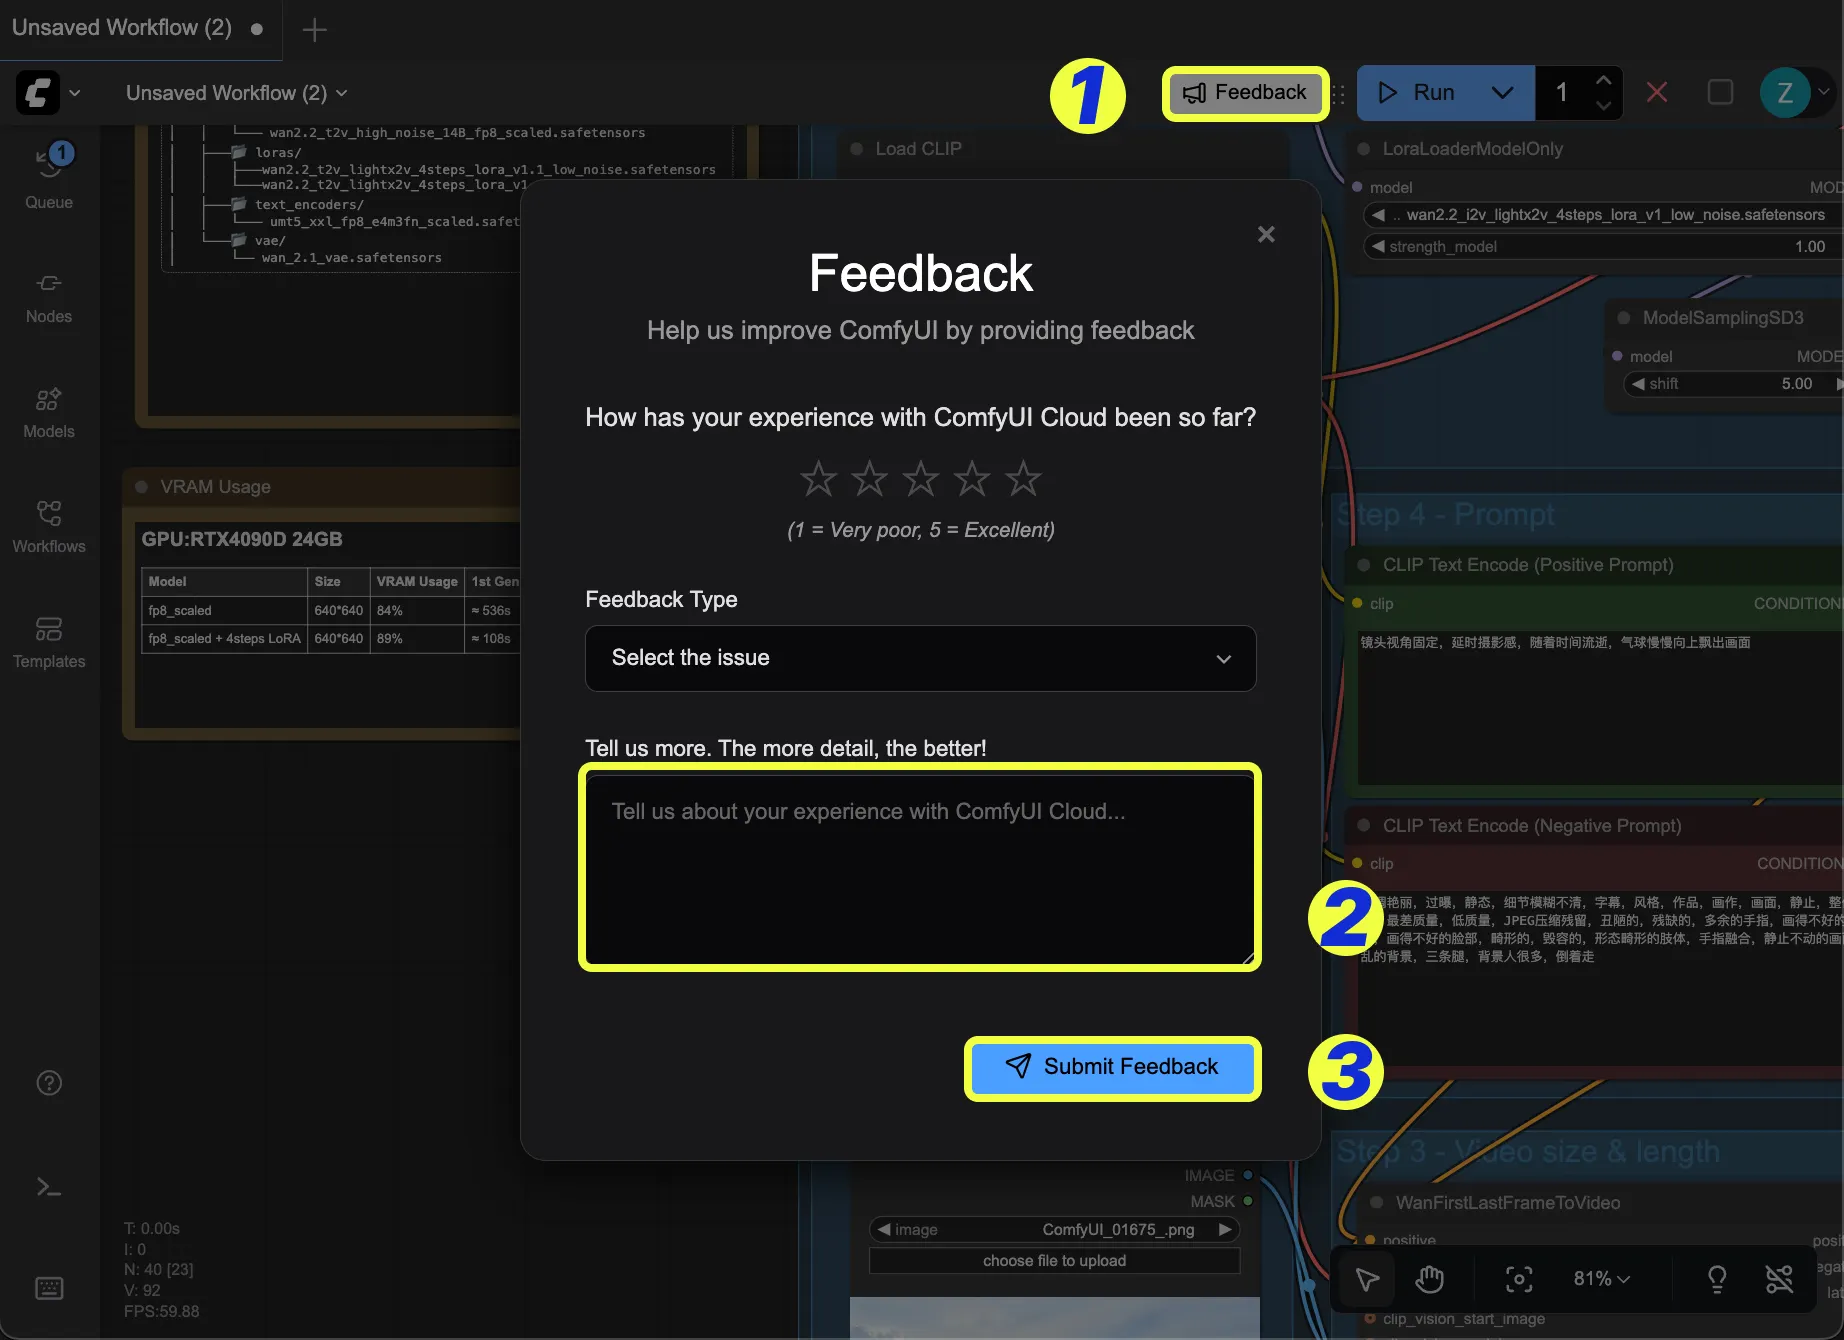 Unsaved Workflow (2)
Unsaved Workflow (2)
1
Feedback
Run
1
Z
1
Queue
Nodes
Models
Workflows
Templates
wan2.2_t2v_high_noise_14B_fp8_scaled.safetensors
loras/
wan2.2_t2v_lightx2v_4steps_lora_v1.1_low_noise.safetensors
wan2.2_t2v_lightx2v_4steps_lora_v1
text_encoders/
umt5_xxl_fp8_e4m3fn_scaled.safet
vae/
wan_2.1_vae.safetensors
VRAM Usage
GPU:RTX4090D 24GB
Model Size VRAM Usage 1st Gen
fp8_scaled 640*640 84% ≈ 536s
fp8_scaled + 4steps LoRA 640*640 89% ≈ 108s
T: 0.00s
I: 0
N: 40 [23]
V: 92
FPS:59.88
Load CLIP
Feedback
Help us improve ComfyUI by providing feedback
How has your experience with ComfyUI Cloud been so far?
(1 = Very poor, 5 = Excellent)
Feedback Type
Select the issue
Tell us more. The more detail, the better!
Tell us about your experience with ComfyUI Cloud...
2
Submit Feedback
3
IMAGE
MASK
image ComfyUI_01675_.png
choose file to upload
LoraLoaderModelOnly
model MOD
.. wan2.2_i2v_lightx2v_4steps_lora_v1_low_noise.safetensors
strength_model 1.00
ModelSamplingSD3
model MODE
shift 5.00
Step 4 - Prompt
CLIP Text Encode (Positive Prompt)
clip CONDITION
镜头视角固定，延时摄影感，随着时间流逝，气球慢慢向上飘出画面
CLIP Text Encode (Negative Prompt)
clip CONDITION
艳丽，过曝，静态，细节模糊不清，字幕，风格，作品，画作，画面，静止，整
最差质量，低质量，JPEG压缩残留，丑陋的，残缺的，多余的手指，画得不好的
画得不好的脸部，畸形的，毁容的，形态畸形的肢体，手指融合，静止不动的画
乱的背景，三条腿，背景人很多，倒着走
Step 3 - Video size & length
WanFirstLastFrameToVideo
positive posit
egat
lat
81%
clip_vision_start_image